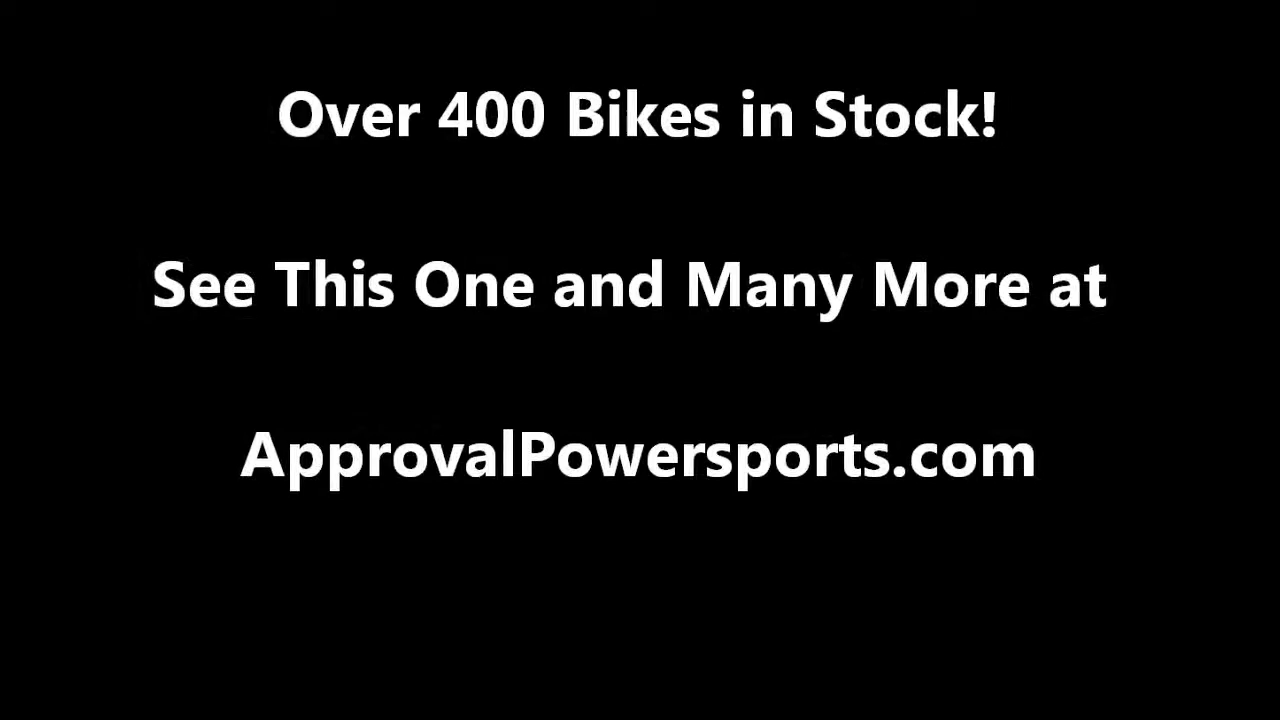 Over 400 Bikes in Stock!
See This One and Many More at
ApprovalPowersports.com